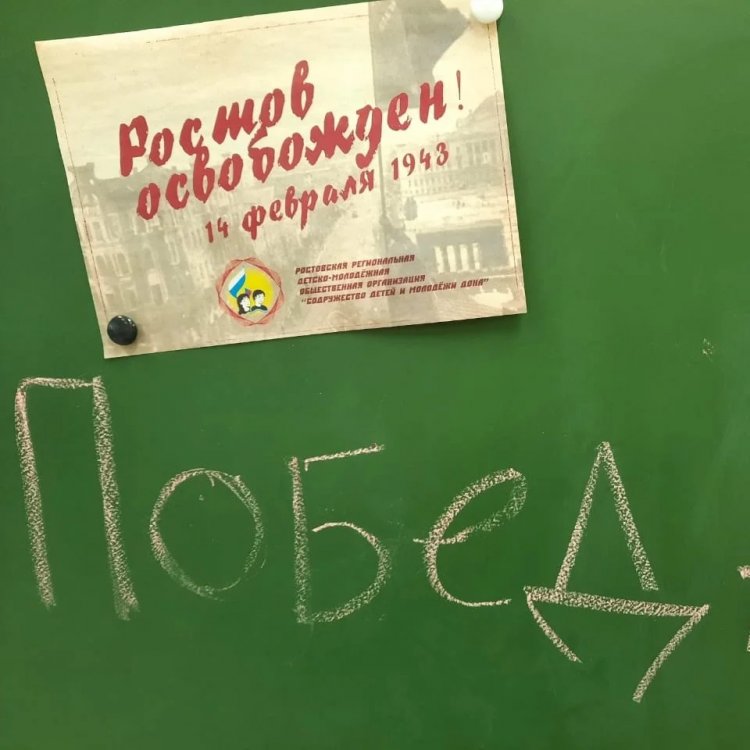 Ростов
освобожден!
14 февраля 1943
РОСТОВСКАЯ РЕГИОНАЛЬНАЯ
ДЕТСКО-МОЛОДЁЖНАЯ
ОБЩЕСТВЕННАЯ ОРГАНИЗАЦИЯ
"СОДРУЖЕСТВО ДЕТЕЙ И МОЛОДЁЖИ ДОНА"
ПоБеД